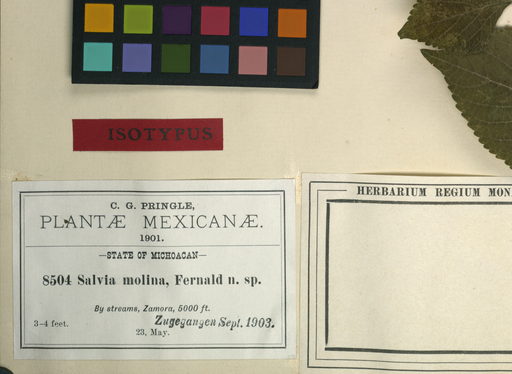 ISOTYPUS
C. G. PRINGLE,
PLANTÆ MEXICANÆ.
1901.
—STATE OF MICHOACAN—
8504 Salvia molina, Fernald n. sp.
By streams, Zamora, 5000 ft.
3–4 feet.
Zugegangen Sept. 1903.
23, May.
HERBARIUM REGIUM MON